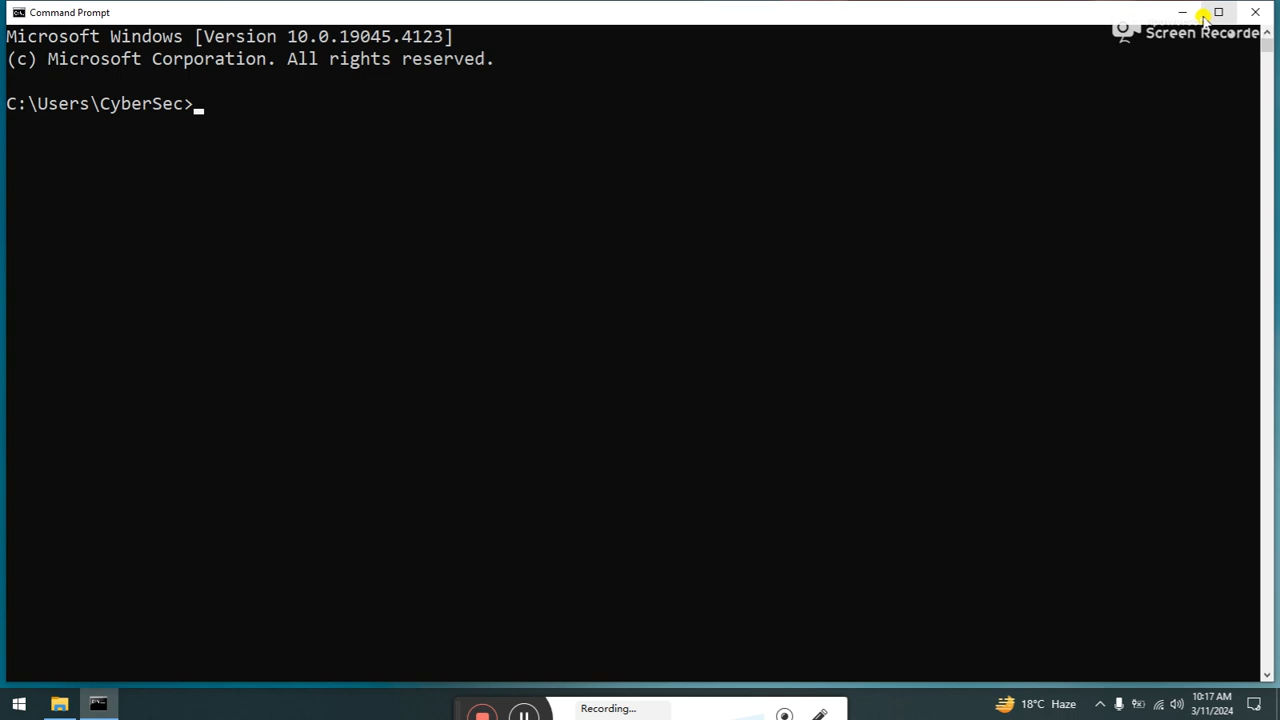 Command Prompt
Screen Recorde
Microsoft Windows [Version 10.0.19045.4123]
(c) Microsoft Corporation. All rights reserved.
C:\Users\CyberSec>
Recording...
18°C Haze
10:17 AM
3/11/2024